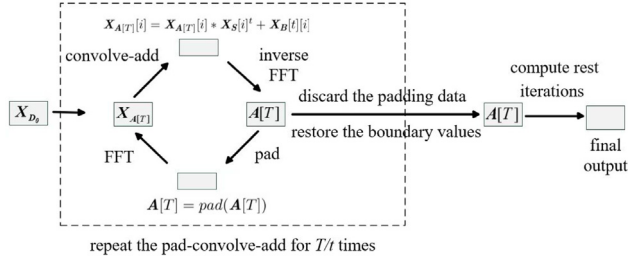 X_{A[T]}[i] = X_{A[T]}[i] * X_S[i]^t + X_B[t][i]
convolve-add
inverse
FFT
compute rest
iterations
X_{D_0}
X_{A[T]}
A[T]
discard the padding data
restore the boundary values
A[T]
FFT
pad
final
output
A[T] = pad(A[T])
repeat the pad-convolve-add for T/t times